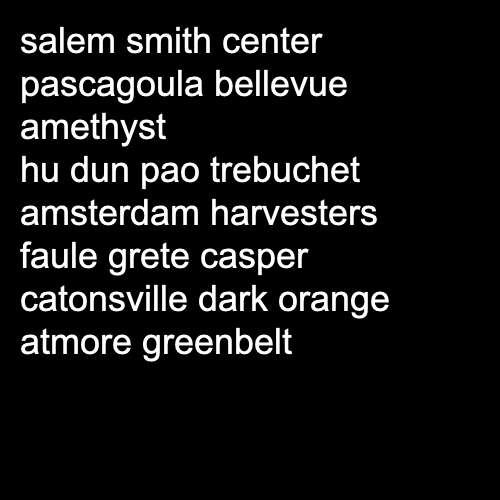 salem smith center
pascagoula bellevue
amethyst
hu dun pao trebuchet
amsterdam harvesters
faule grete casper
catonsville dark orange
atmore greenbelt